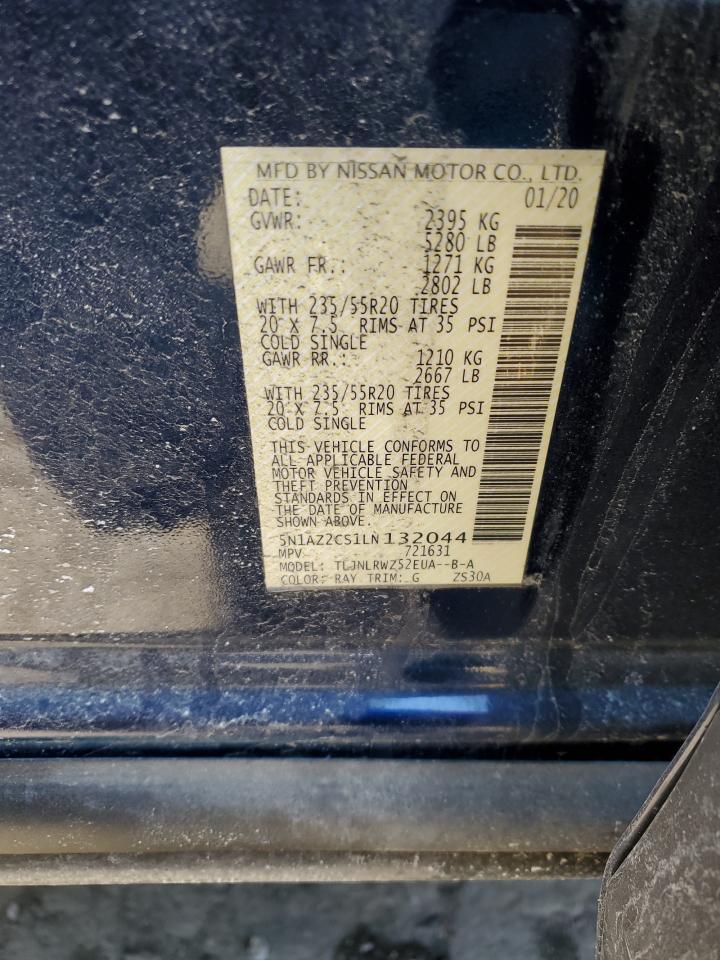 MFD BY NISSAN MOTOR CO., LTD.
DATE: 01/20
GVWR: 2395 KG
5280 LB
GAWR FR.: 1271 KG
2802 LB
WITH 235/55R20 TIRES
20 X 7.5 RIMS AT 35 PSI
COLD SINGLE
GAWR RR.: 1210 KG
2667 LB
WITH 235/55R20 TIRES
20 X 7.5 RIMS AT 35 PSI
COLD SINGLE
THIS VEHICLE CONFORMS TO
ALL APPLICABLE FEDERAL
MOTOR VEHICLE SAFETY AND
THEFT PREVENTION
STANDARDS IN EFFECT ON
THE DATE OF MANUFACTURE
SHOWN ABOVE.
5N1AZ2CS1LN132044
MPV 721631
MODEL: TLJNLRWZ52EUA--B-A
COLOR: RAY TRIM: G ZS30A